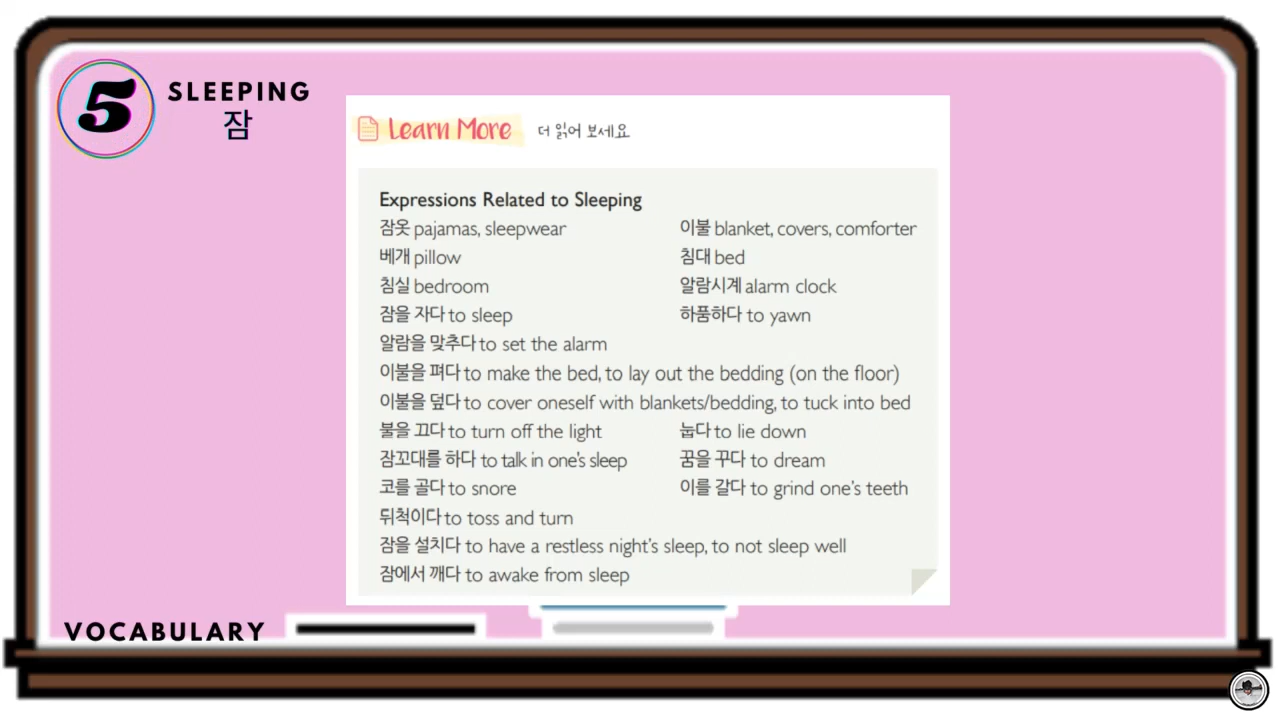 5
SLEEPING
잠
Learn More 더 읽어 보세요
Expressions Related to Sleeping
잠옷 pajamas, sleepwear 이불 blanket, covers, comforter
베개 pillow 침대 bed
침실 bedroom 알람시계 alarm clock
잠을 자다 to sleep 하품하다 to yawn
알람을 맞추다 to set the alarm
이불을 펴다 to make the bed, to lay out the bedding (on the floor)
이불을 덮다 to cover oneself with blankets/bedding, to tuck into bed
불을 끄다 to turn off the light 눕다 to lie down
잠꼬대를 하다 to talk in one's sleep 꿈을 꾸다 to dream
코를 골다 to snore 이를 갈다 to grind one's teeth
뒤척이다 to toss and turn
잠을 설치다 to have a restless night's sleep, to not sleep well
잠에서 깨다 to awake from sleep
VOCABULARY